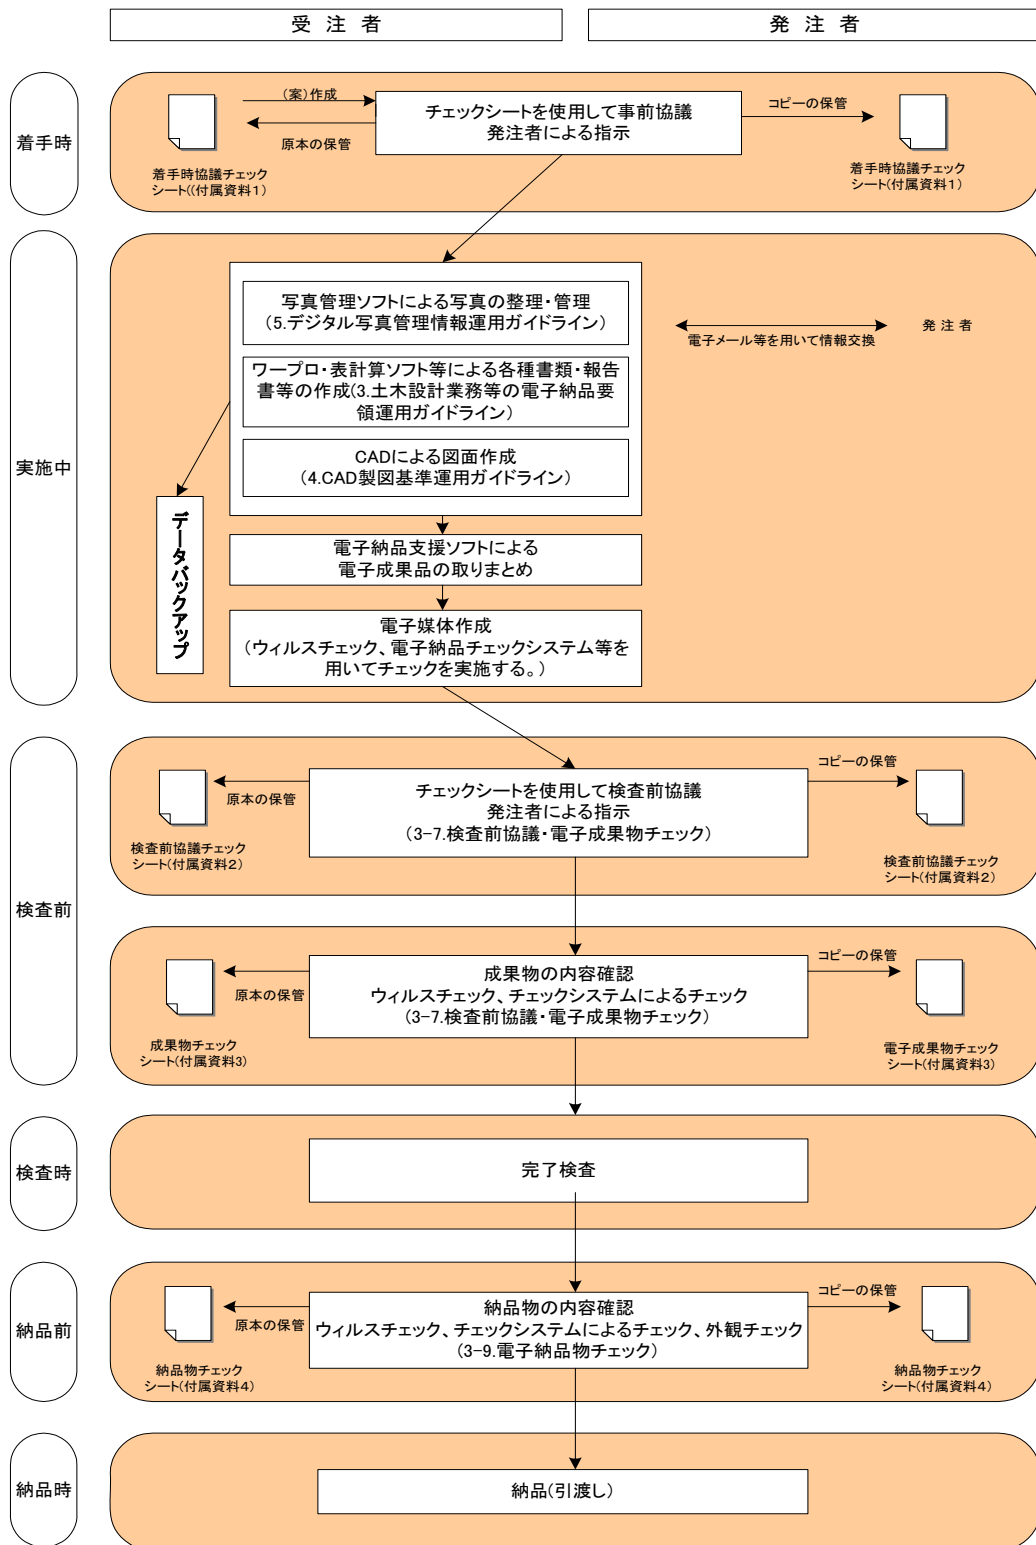 受 注 者
発 注 者
着手時
(案)作成
原本の保管
チェックシートを使用して事前協議
発注者による指示
コピーの保管
着手時協議チェック
シート((付属資料1)
着手時協議チェック
シート(付属資料1)
実施中
写真管理ソフトによる写真の整理・管理
(5.デジタル写真管理情報運用ガイドライン)
ワープロ・表計算ソフト等による各種書類・報告
書等の作成(3.土木設計業務等の電子納品要
領運用ガイドライン)
CADによる図面作成
(4.CAD製図基準運用ガイドライン)
電子メール等を用いて情報交換
発 注 者
データバックアップ
電子納品支援ソフトによる
電子成果品の取りまとめ
電子媒体作成
(ウィルスチェック、電子納品チェックシステム等を
用いてチェックを実施する。)
検査前
原本の保管
チェックシートを使用して検査前協議
発注者による指示
(3-7.検査前協議・電子成果物チェック)
コピーの保管
検査前協議チェック
シート(付属資料2)
検査前協議チェック
シート(付属資料2)
原本の保管
成果物の内容確認
ウィルスチェック、チェックシステムによるチェック
(3-7.検査前協議・電子成果物チェック)
コピーの保管
成果物チェック
シート(付属資料3)
電子成果物チェック
シート(付属資料3)
検査時
完了検査
納品前
原本の保管
納品物の内容確認
ウィルスチェック、チェックシステムによるチェック、外観チェック
(3-9.電子納品物チェック)
コピーの保管
納品物チェック
シート(付属資料4)
納品物チェック
シート(付属資料4)
納品時
納品(引渡し)